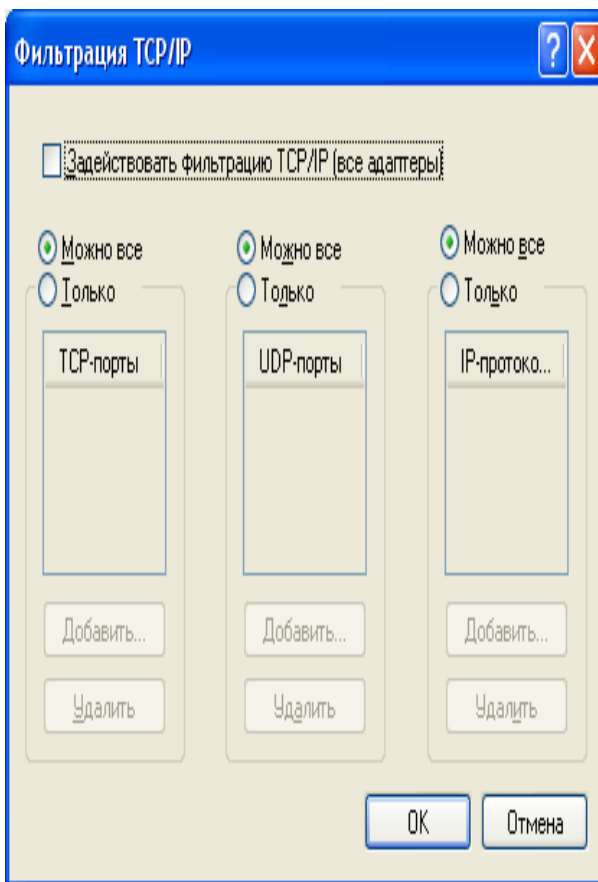 Фильтрация TCP/IP
Задействовать фильтрацию TCP/IP (все адаптеры)
Можно все
Можно все
Можно все
Только
Только
Только
TCP-порты
UDP-порты
IP-протоко...
Добавить...
Добавить...
Добавить...
Удалить
Удалить
Удалить
OK
Отмена